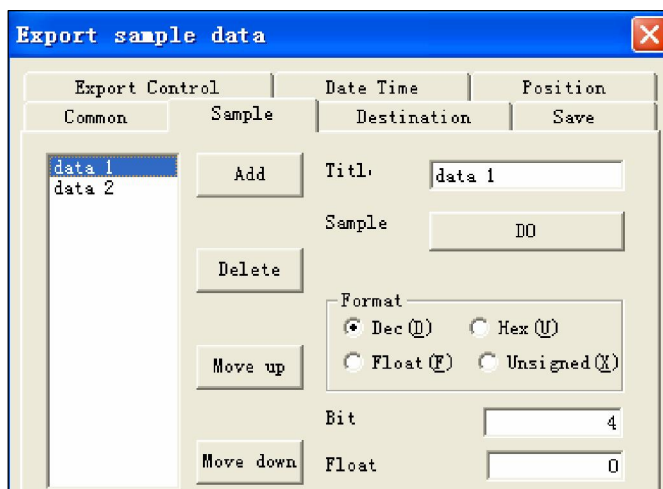 Export sample data
Export Control Date Time Position
Common Sample Destination Save
data 1
data 2
Add
Delete
Move up
Move down
Titl data 1
Sample D0
Format
Dec(D) Hex(U)
Float(F) Unsigned(X)
Bit 4
Float 0